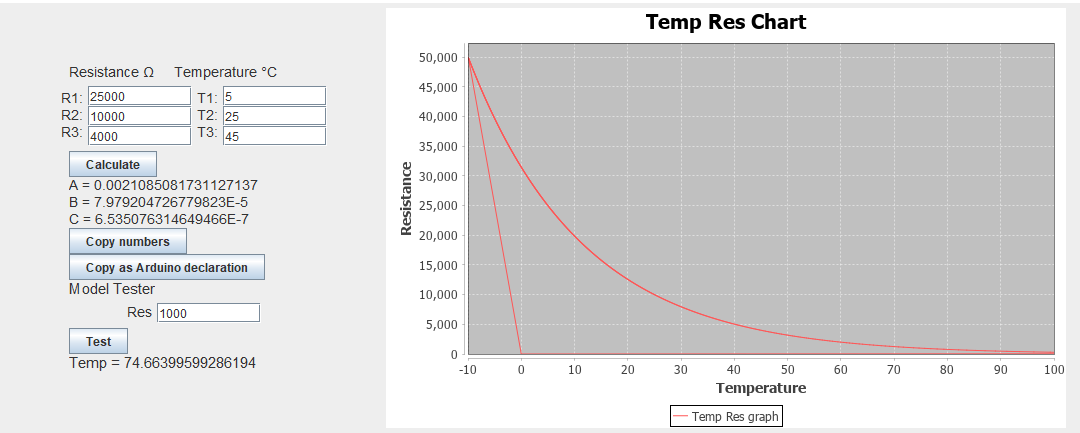 Resistance Ω Temperature °C
R1: 25000 T1: 5
R2: 10000 T2: 25
R3: 4000 T3: 45
Calculate
A = 0.0021085081731127137
B = 7.979204726779823E-5
C = 6.535076314649466E-7
Copy numbers
Copy as Arduino declaration
Model Tester
Res 1000
Test
Temp = 74.66399599286194
Temp Res Chart
Resistance
50,000
45,000
40,000
35,000
30,000
25,000
20,000
15,000
10,000
5,000
0
-10 0 10 20 30 40 50 60 70 80 90 100
Temperature
Temp Res graph